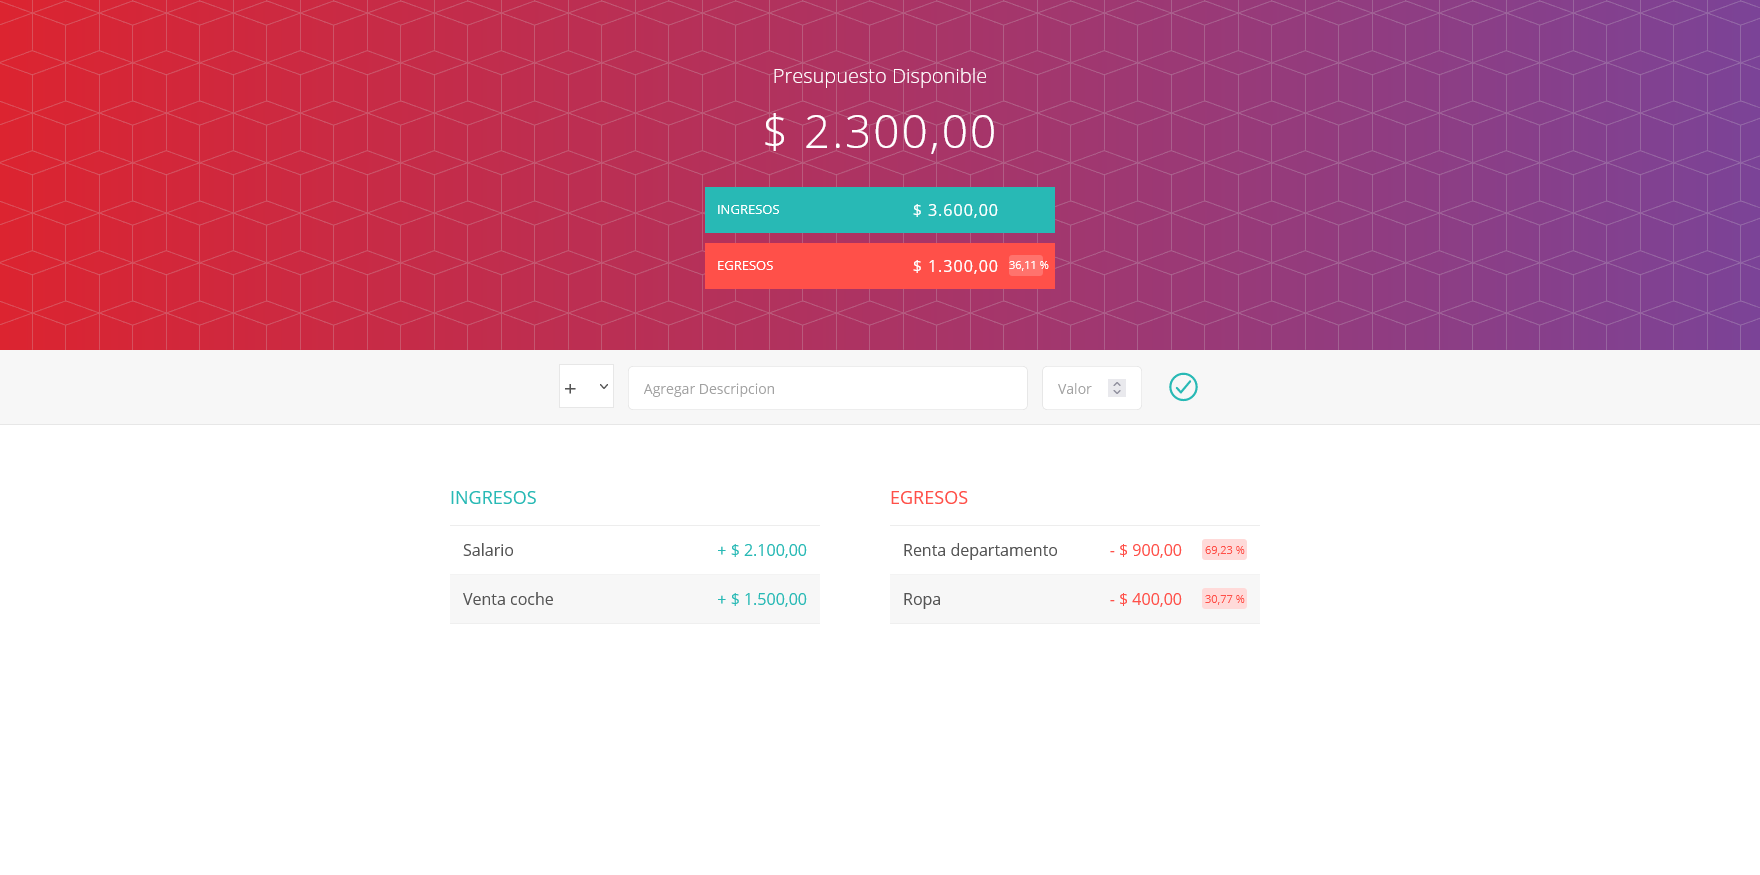 Presupuesto Disponible
$ 2.300,00
INGRESOS $ 3.600,00
EGRESOS $ 1.300,00 36,11 %
+ Agregar Descripcion Valor
INGRESOS
Salario + $ 2.100,00
Venta coche + $ 1.500,00
EGRESOS
Renta departamento - $ 900,00 69,23 %
Ropa - $ 400,00 30,77 %